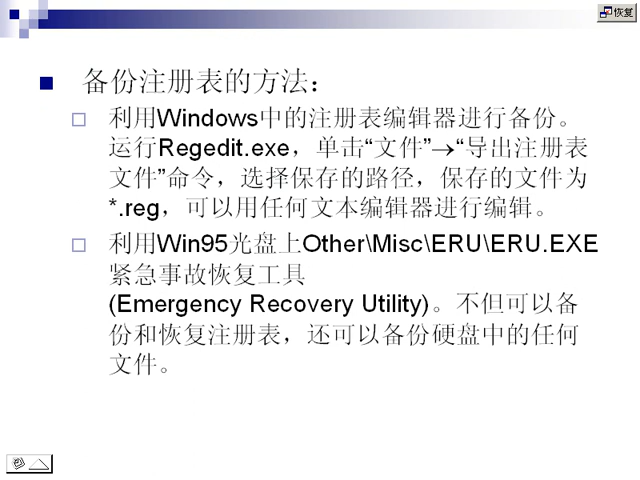 恢复
备份注册表的方法：
利用Windows中的注册表编辑器进行备份。
运行Regedit.exe，单击“文件”→“导出注册表
文件”命令，选择保存的路径，保存的文件为
*.reg，可以用任何文本编辑器进行编辑。
利用Win95光盘上Other\Misc\ERU\ERU.EXE
紧急事故恢复工具
(Emergency Recovery Utility)。不但可以备
份和恢复注册表，还可以备份硬盘中的任何
文件。